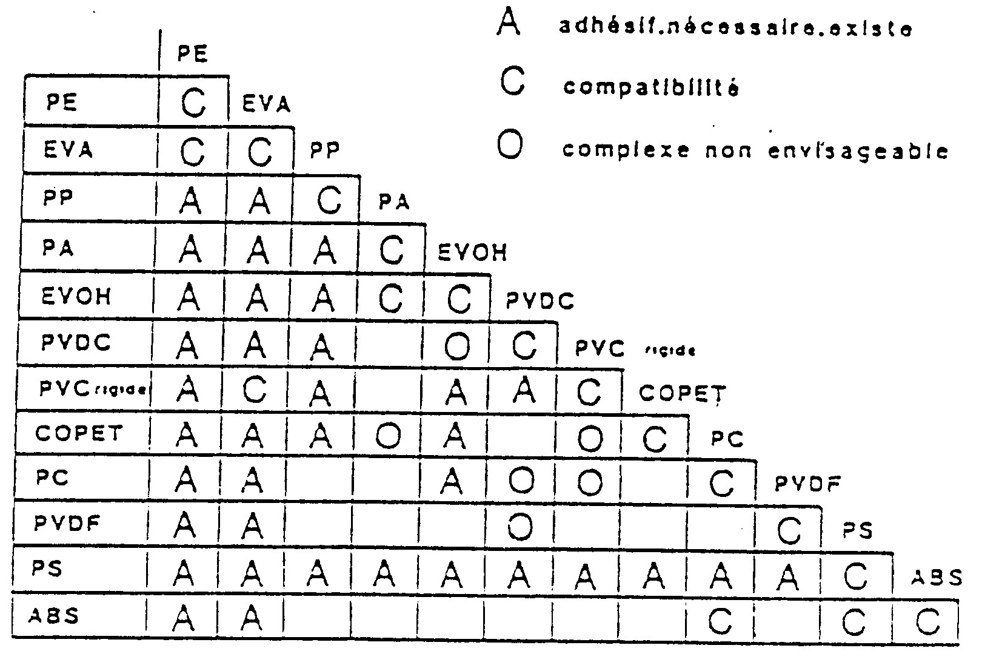 A adhésif.nécessaire.existe
PE
C compatibilité
PE C EVA
EVA C C PP
O complexe non envisageable
PP A A C PA
PA A A A C EVOH
EVOH A A A C C PVDC
PVDC A A A O C PVC rigide
PVC rigide A C A A A C COPET
COPET A A A O A O C PC
PC A A A O O C PVDF
PVDF A A O C PS
PS A A A A A A A A A A C ABS
ABS A A C C C